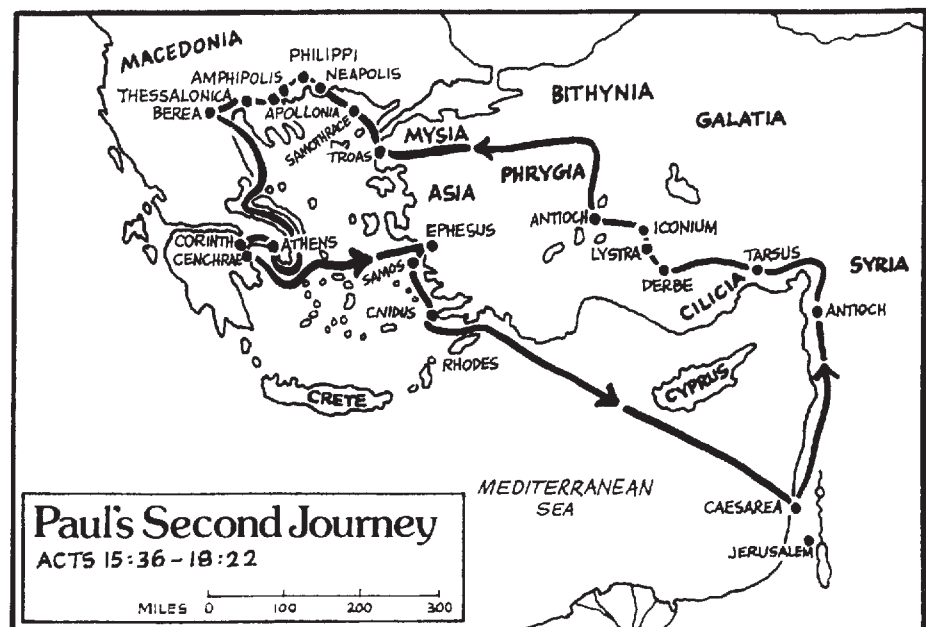 MACEDONIA
PHILIPPI
AMPHIPOLIS
NEAPOLIS
THESSALONICA
BEREA
APOLLONIA
SAMOTHRACE
TROAS
MYSIA
BITHYNIA
GALATIA
PHRYGIA
ASIA
ANTIOCH
ICONIUM
LYSTRA
DERBE
TARSUS
CILICIA
SYRIA
ANTIOCH
CORINTH
CENCHRAE
ATHENS
EPHESUS
SAMOS
CNIDUS
RHODES
CRETE
CYPRUS
MEDITERRANEAN
SEA
CAESAREA
JERUSALEM
Paul's Second Journey
ACTS 15:36-18:22
MILES 0 100 200 300